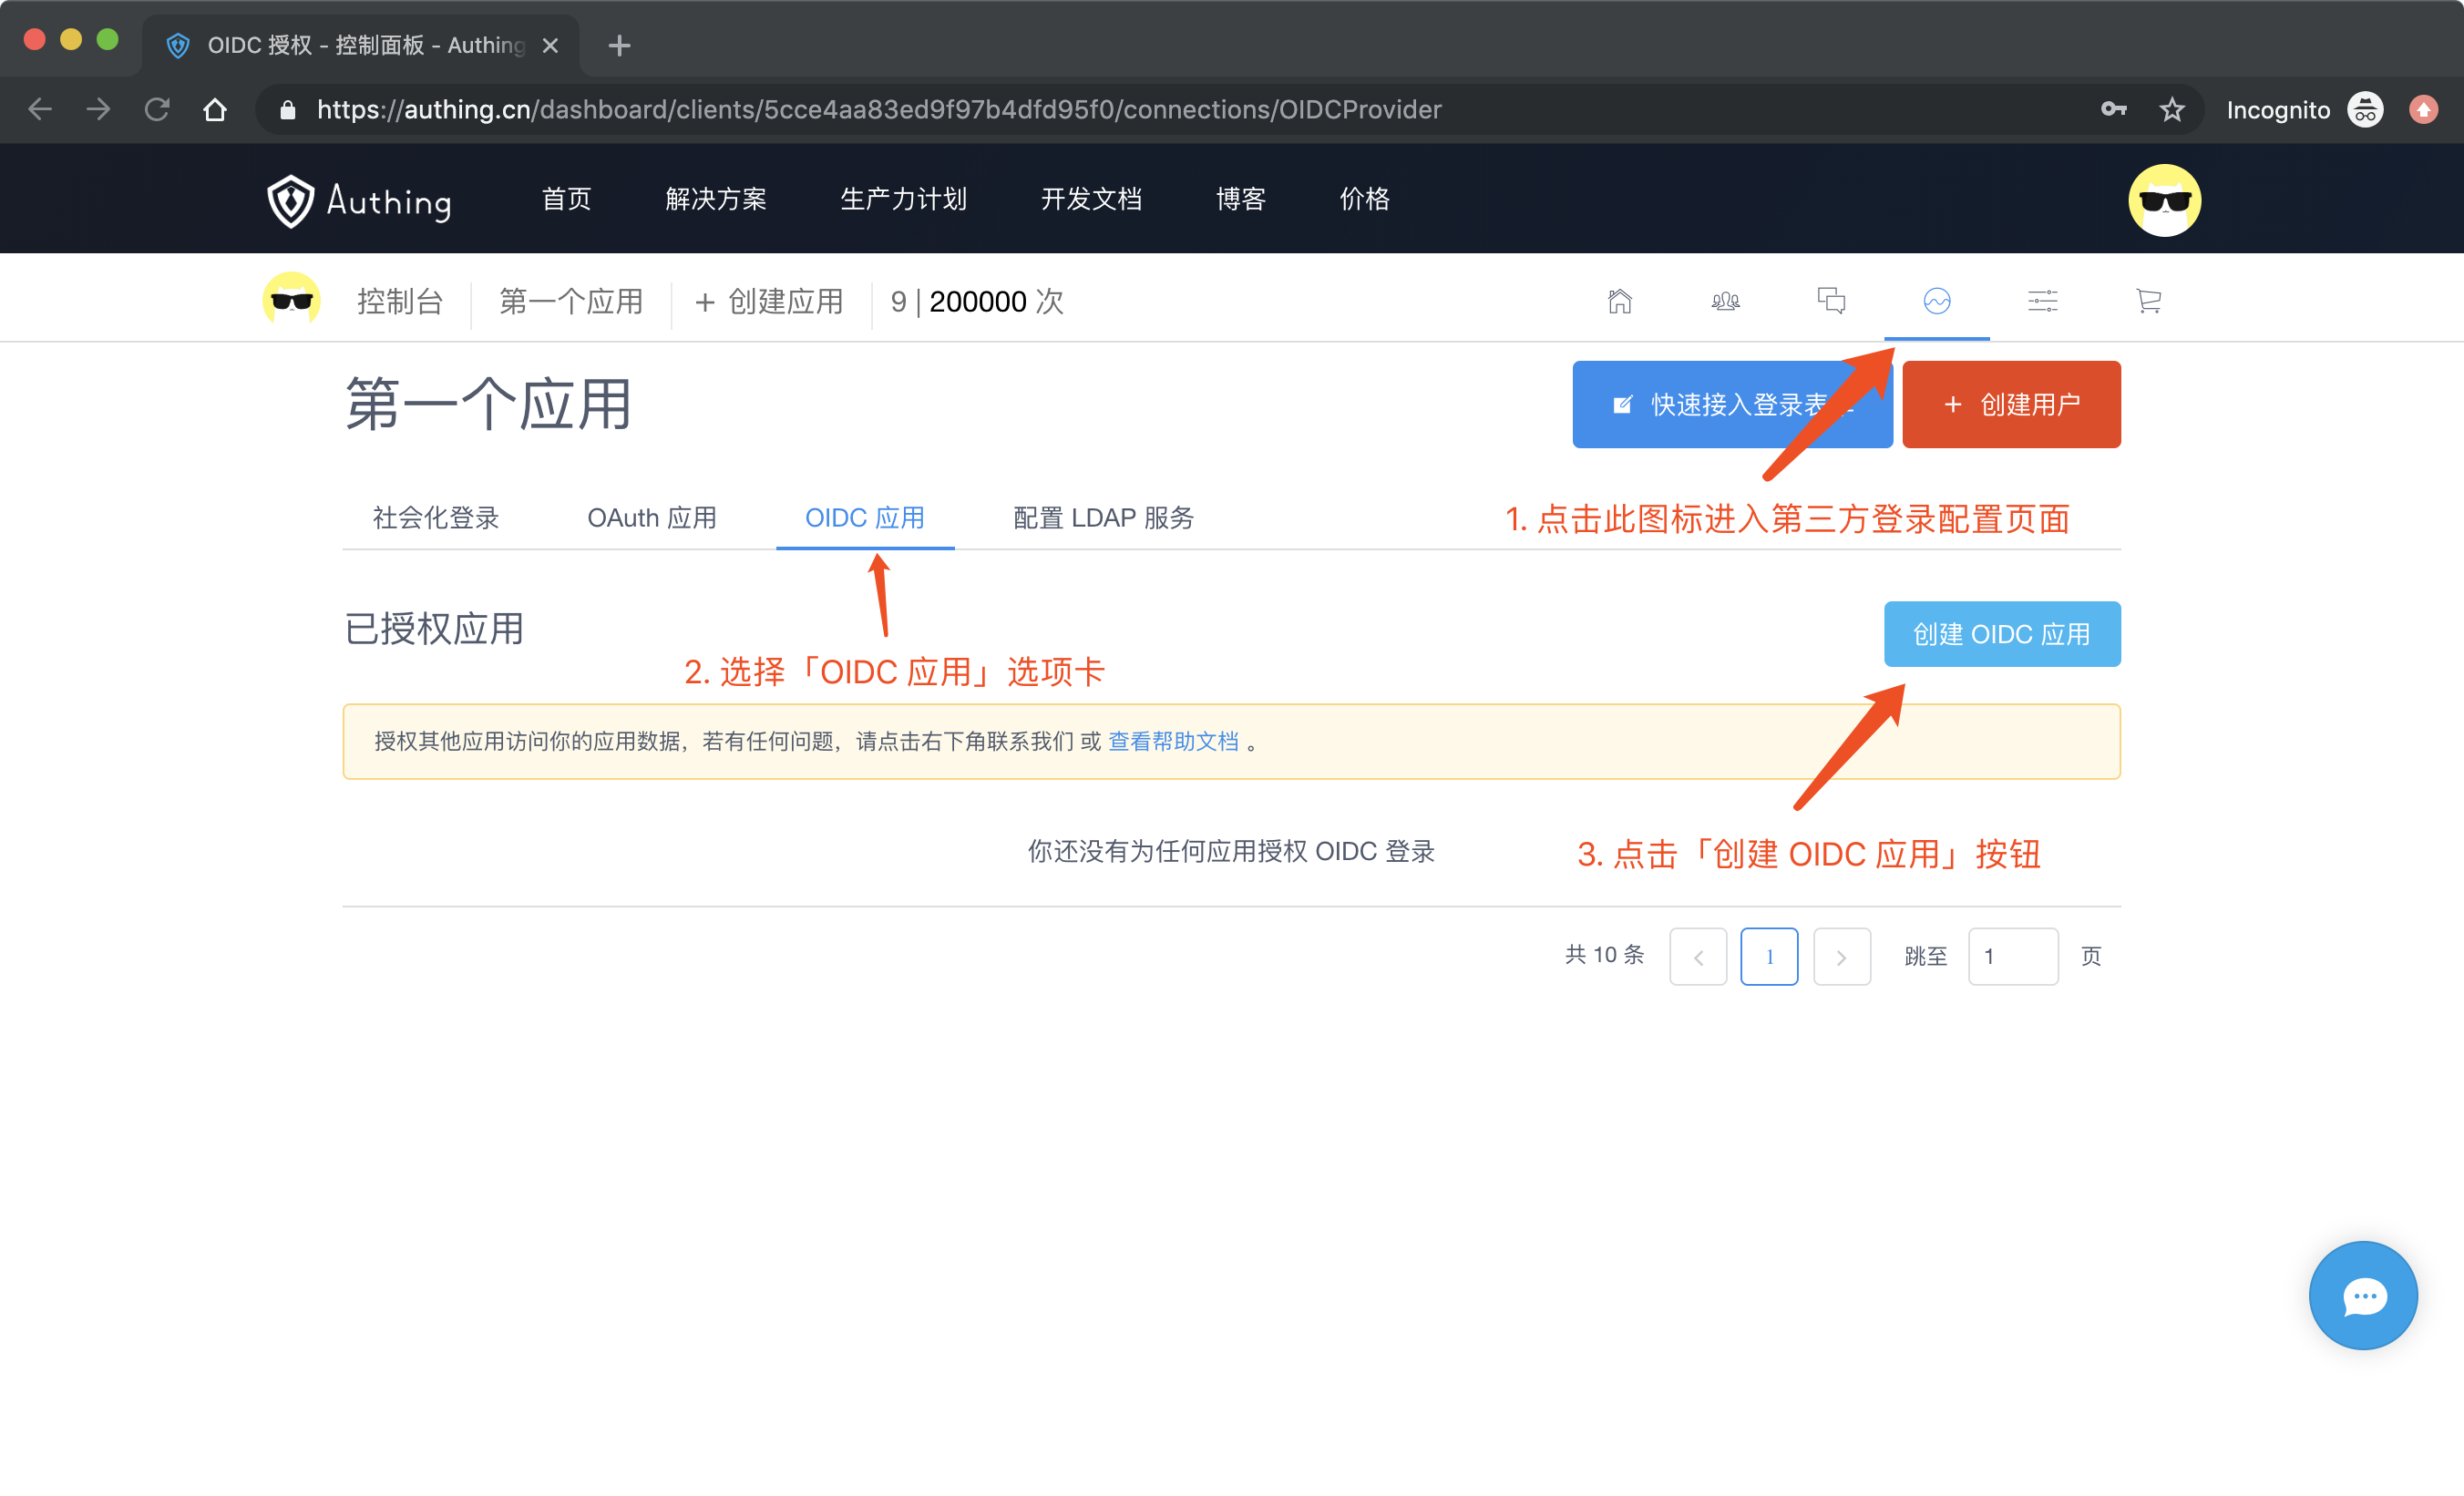 OIDC 授权 - 控制面板 - Authing
https://authing.cn/dashboard/clients/5cce4aa83ed9f97b4dfd95f0/connections/OIDCProvider
Incognito
Authing
首页
解决方案
生产力计划
开发文档
博客
价格
控制台
第一个应用
+ 创建应用
9 | 200000 次
第一个应用
快速接入登录表
+ 创建用户
社会化登录
OAuth 应用
OIDC 应用
配置 LDAP 服务
1. 点击此图标进入第三方登录配置页面
已授权应用
创建 OIDC 应用
2. 选择「OIDC 应用」选项卡
授权其他应用访问你的应用数据，若有任何问题，请点击右下角联系我们 或 查看帮助文档 。
你还没有为任何应用授权 OIDC 登录
3. 点击「创建 OIDC 应用」按钮
共 10 条
1
跳至
1
页